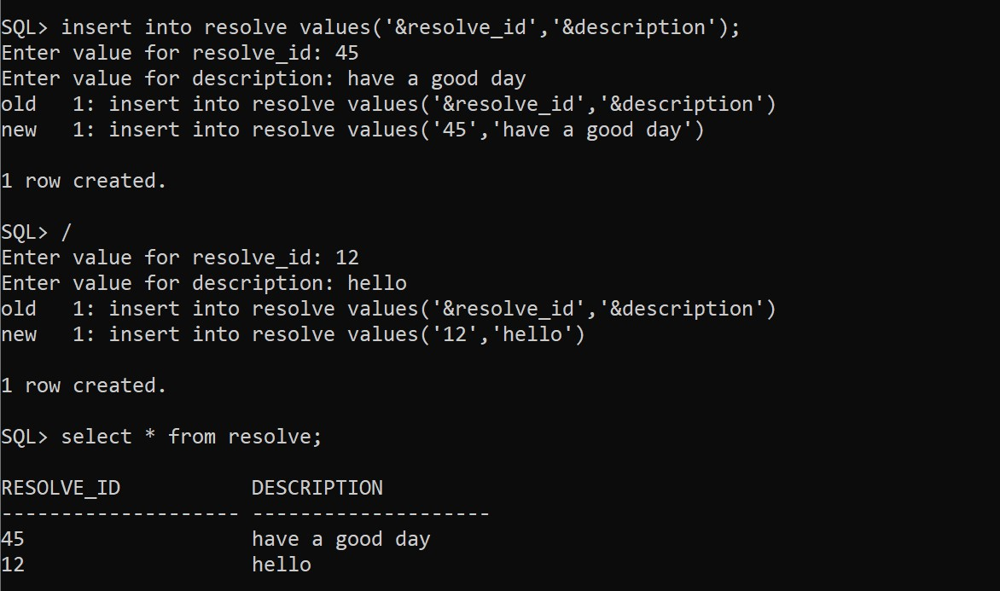 SQL> insert into resolve values('&resolve_id','&description');
Enter value for resolve_id: 45
Enter value for description: have a good day
old   1: insert into resolve values('&resolve_id','&description')
new   1: insert into resolve values('45','have a good day')
1 row created.
SQL> /
Enter value for resolve_id: 12
Enter value for description: hello
old   1: insert into resolve values('&resolve_id','&description')
new   1: insert into resolve values('12','hello')
1 row created.
SQL> select * from resolve;
RESOLVE_ID           DESCRIPTION
-------------------- --------------------
45                   have a good day
12                   hello